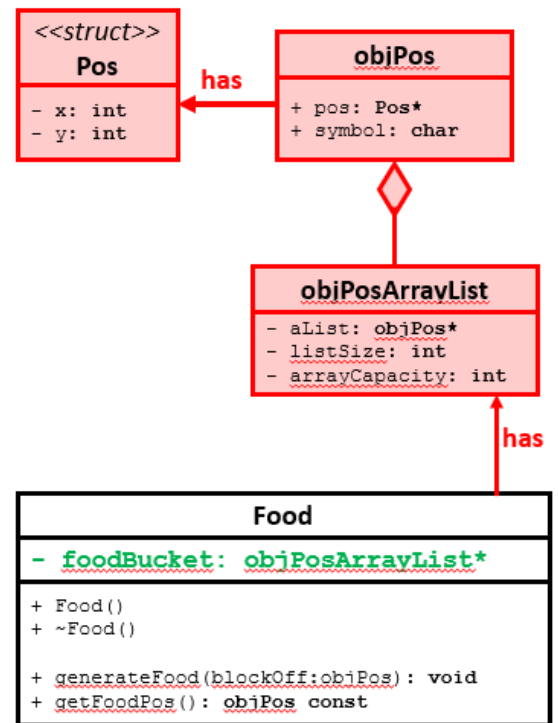 <<struct>>
Pos
- x: int
- y: int
has
objPos
+ pos: Pos*
+ symbol: char
objPosArrayList
- aList: objPos*
- listSize: int
- arrayCapacity: int
has
Food
- foodBucket: objPosArrayList*
+ Food()
+ ~Food()
+ generateFood(blockOff:objPos): void
+ getFoodPos(): objPos const